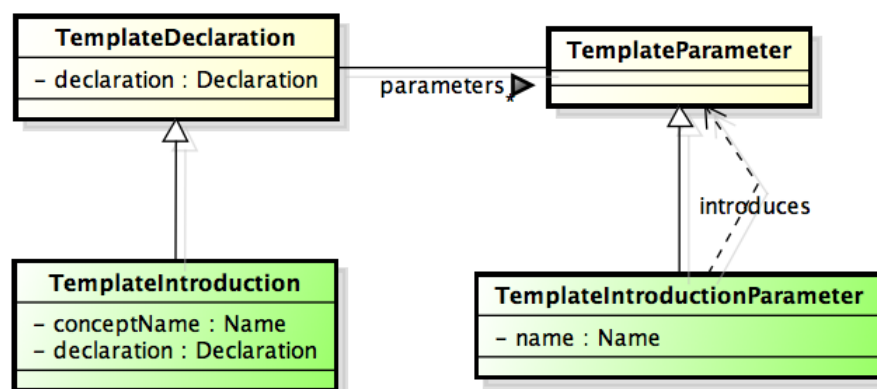 TemplateDeclaration
- declaration : Declaration
TemplateParameter
parameters
*
introduces
TemplateIntroduction
- conceptName : Name
- declaration : Declaration
TemplateIntroductionParameter
- name : Name